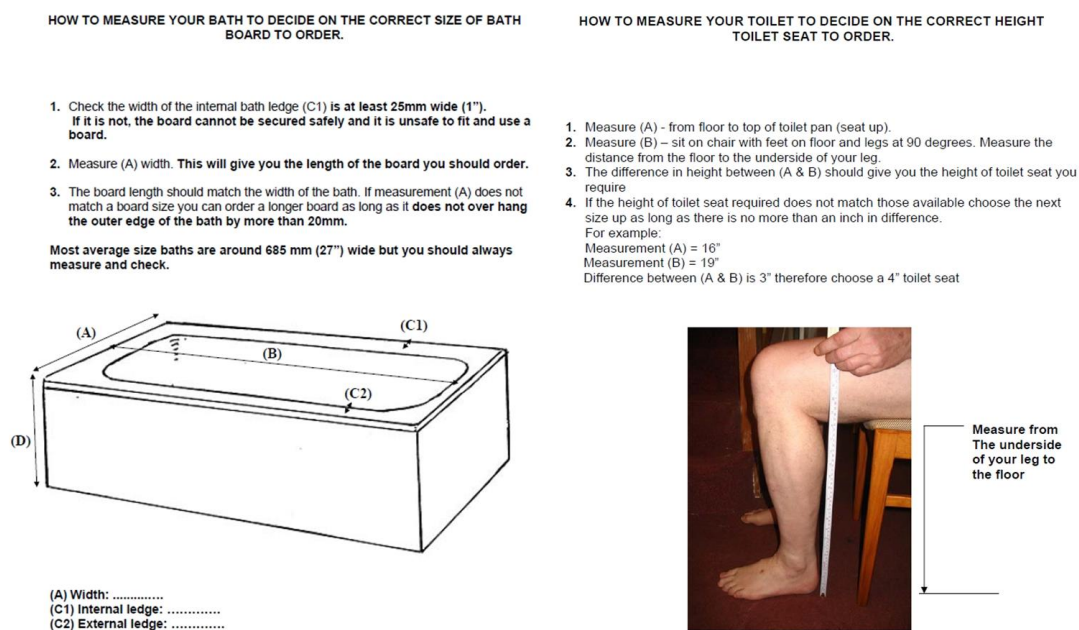 HOW TO MEASURE YOUR BATH TO DECIDE ON THE CORRECT SIZE OF BATH
BOARD TO ORDER.
1. Check the width of the internal bath ledge (C1) is at least 25mm wide (1”).
If it is not, the board cannot be secured safely and it is unsafe to fit and use a
board.
2. Measure (A) width. This will give you the length of the board you should order.
3. The board length should match the width of the bath. If measurement (A) does not
match a board size you can order a longer board as long as it does not over hang
the outer edge of the bath by more than 20mm.
Most average size baths are around 685 mm (27”) wide but you should always
measure and check.
(A)
(C1)
(B)
(C2)
(D)
(A) Width: ..............
(C1) Internal ledge: .............
(C2) External ledge: .............
HOW TO MEASURE YOUR TOILET TO DECIDE ON THE CORRECT HEIGHT
TOILET SEAT TO ORDER.
1. Measure (A) - from floor to top of toilet pan (seat up).
2. Measure (B) – sit on chair with feet on floor and legs at 90 degrees. Measure the
distance from the floor to the underside of your leg.
3. The difference in height between (A & B) should give you the height of toilet seat you
require
4. If the height of toilet seat required does not match those available choose the next
size up as long as there is no more than an inch in difference.
For example:
Measurement (A) = 16”
Measurement (B) = 19”
Difference between (A & B) is 3” therefore choose a 4” toilet seat
Measure from
The underside
of your leg to
the floor